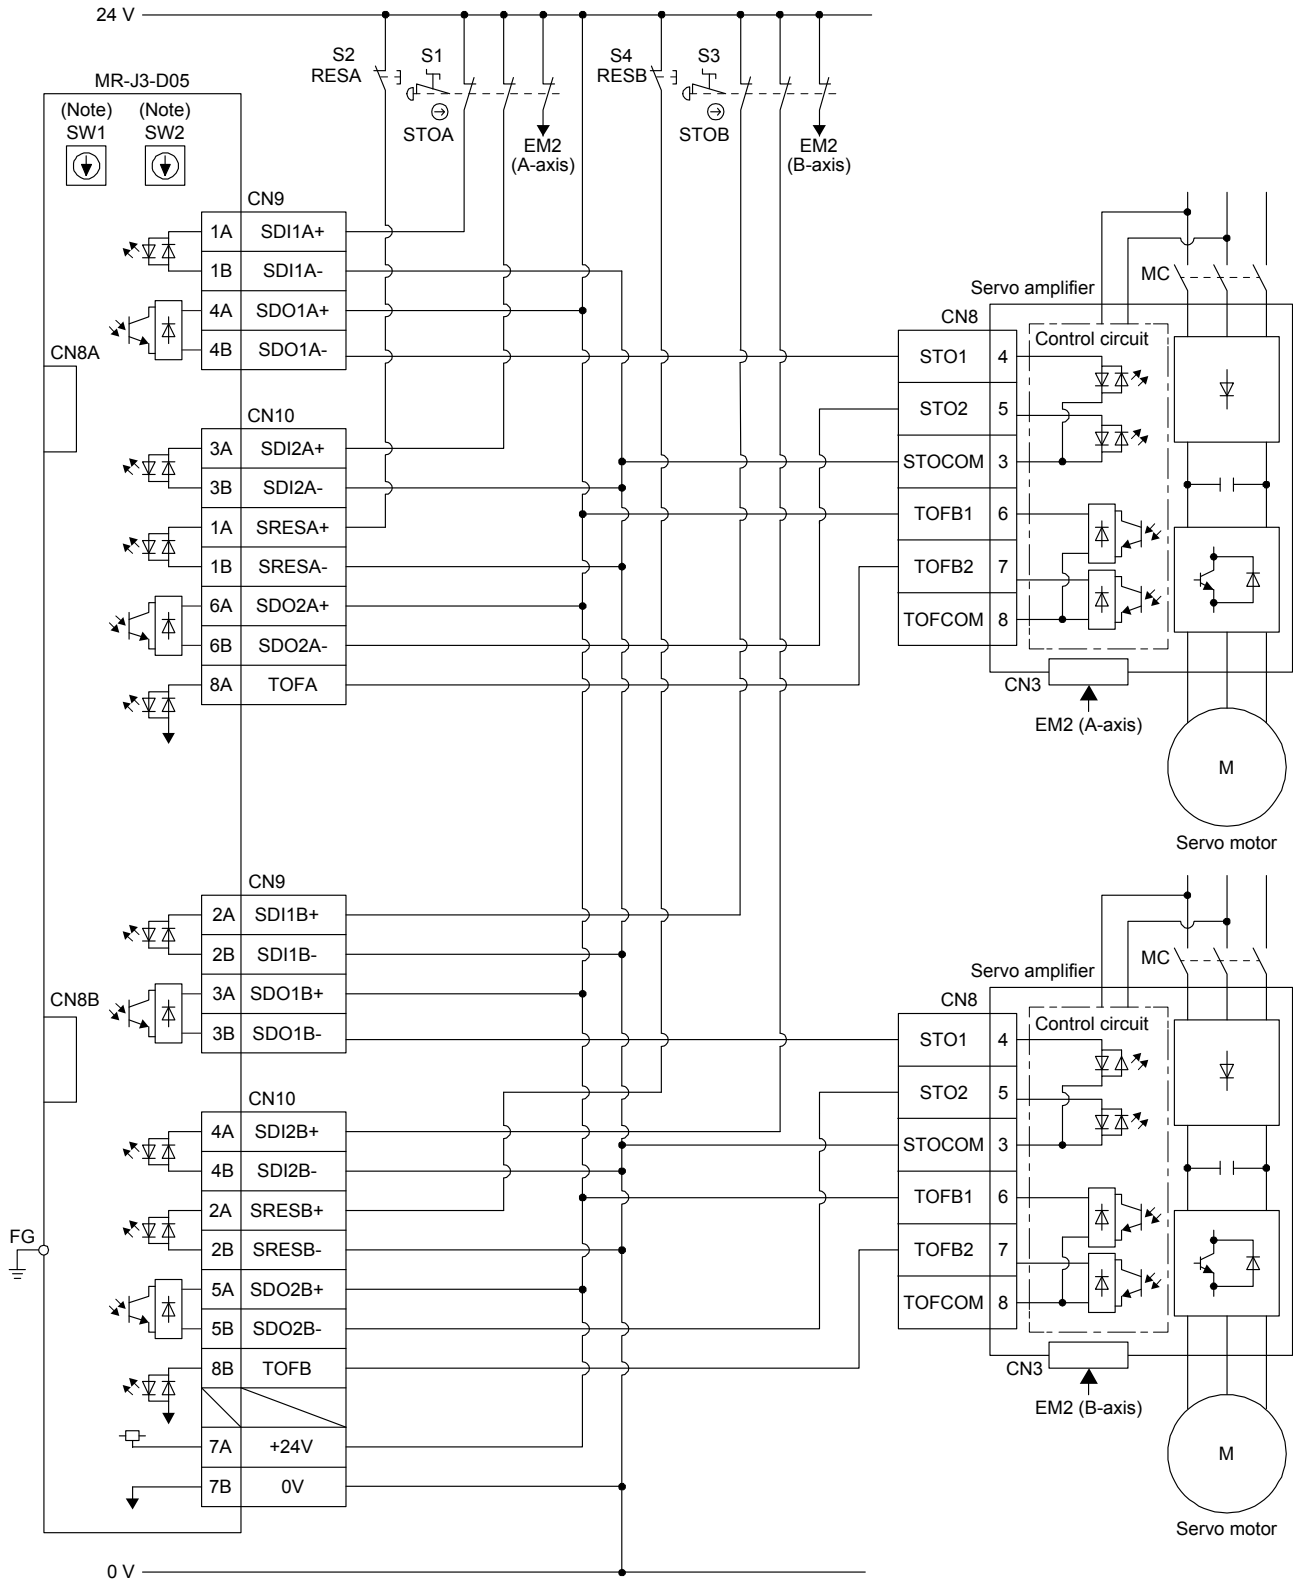 24 V
S2
RESA
S1
STOA
EM2
(A-axis)
S4
RESB
S3
STOB
EM2
(B-axis)
MR-J3-D05
(Note)
SW1
(Note)
SW2
CN9
1A SDI1A+
1B SDI1A-
4A SDO1A+
4B SDO1A-
CN8A
CN10
3A SDI2A+
3B SDI2A-
1A SRESA+
1B SRESA-
6A SDO2A+
6B SDO2A-
8A TOFA
MC
Servo amplifier
CN8
Control circuit
STO1 4
STO2 5
STOCOM 3
TOFB1 6
TOFB2 7
TOFCOM 8
CN3
EM2 (A-axis)
M
Servo motor
CN9
2A SDI1B+
2B SDI1B-
3A SDO1B+
3B SDO1B-
CN8B
CN10
4A SDI2B+
4B SDI2B-
2A SRESB+
2B SRESB-
5A SDO2B+
5B SDO2B-
8B TOFB
7A +24V
7B 0V
FG
MC
Servo amplifier
CN8
Control circuit
STO1 4
STO2 5
STOCOM 3
TOFB1 6
TOFB2 7
TOFCOM 8
CN3
EM2 (B-axis)
M
Servo motor
0 V